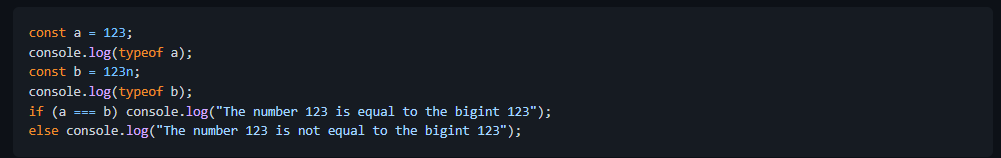 const a = 123;
console.log(typeof a);
const b = 123n;
console.log(typeof b);
if (a === b) console.log("The number 123 is equal to the bigint 123");
else console.log("The number 123 is not equal to the bigint 123");